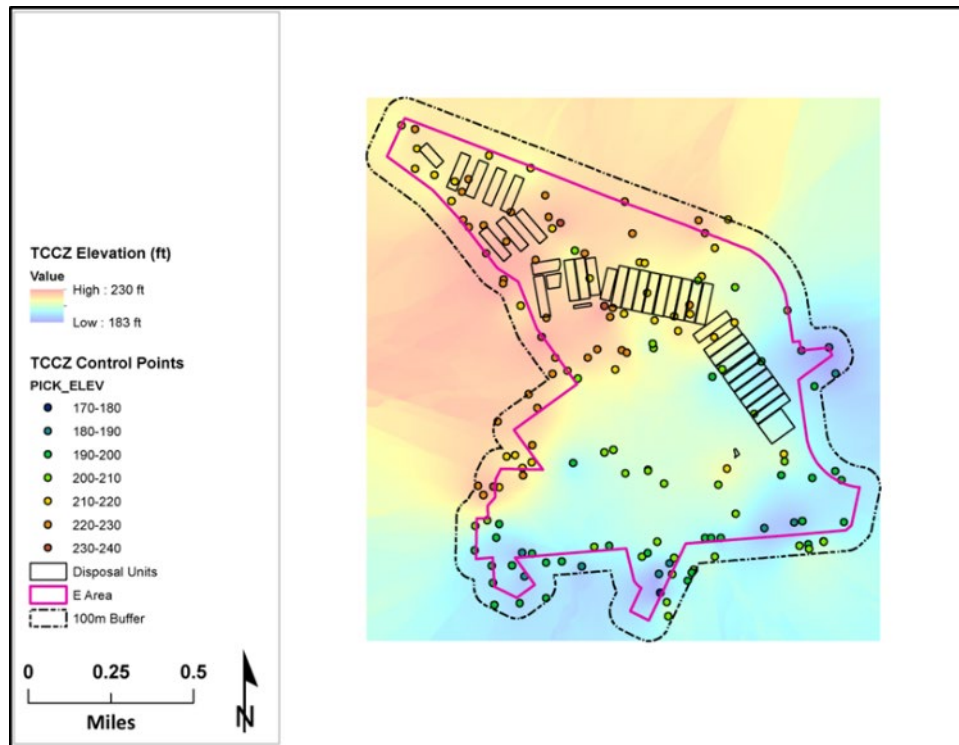 TCCZ Elevation (ft)
Value
High : 230 ft
Low : 183 ft
TCCZ Control Points
PICK_ELEV
170-180
180-190
190-200
200-210
210-220
220-230
230-240
Disposal Units
E Area
100m Buffer
0 0.25 0.5
Miles
N